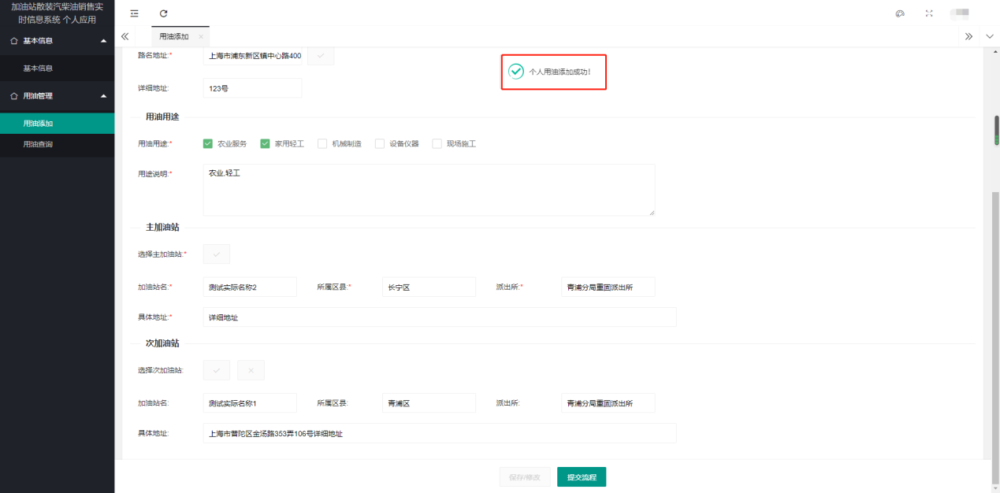 加油站散装汽柴油销售实
时信息系统 个人应用
基本信息
基本信息
用油管理
用油添加
用油查询
用油添加
路名地址:* 上海市浦东新区镇中心路400
个人用油添加成功!
详细地址: 123号
用油用途
用油用途:* 农业服务 家用轻工 机械制造 设备仪器 现场施工
用途说明:* 农业,轻工
主加油站
选择主加油站:*
加油站名:* 测试实际名称2 所属区县:* 长宁区 派出所:* 青浦分局重固派出所
具体地址:* 详细地址
次加油站
选择次加油站:
加油站名: 测试实际名称1 所属区县: 青浦区 派出所: 青浦分局重固派出所
具体地址: 上海市普陀区金汤路353弄106号详细地址
保存/修改 提交流程